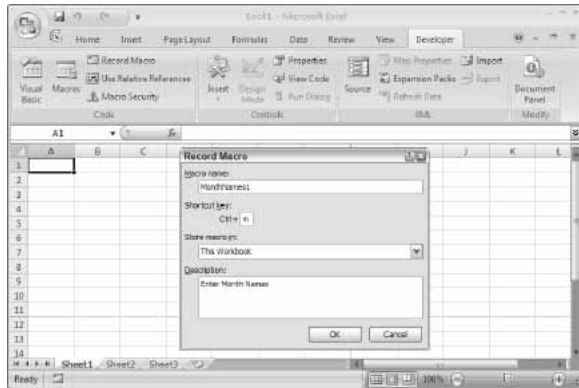 Book1 - Microsoft Excel
Home Insert Page Layout Formulas Data Review View Developer
Visual Basic
Macros
Record Macro
Use Relative References
Macro Security
Code
Insert
Design Mode
Properties
View Code
Run Dialog
Controls
Source
Map Properties
Expansion Packs
Refresh Data
Import
Export
XML
Document Panel
Modify
A1
fx
A B C J K L
1
2
3
4
5
6
7
8
9
10
11
12
13
14
Record Macro
Macro name:
MonthNames1
Shortcut key:
Ctrl+ m
Store macro in:
This Workbook
Description:
Enter Month Names
OK Cancel
Sheet1 Sheet2 Sheet3
Ready 100%